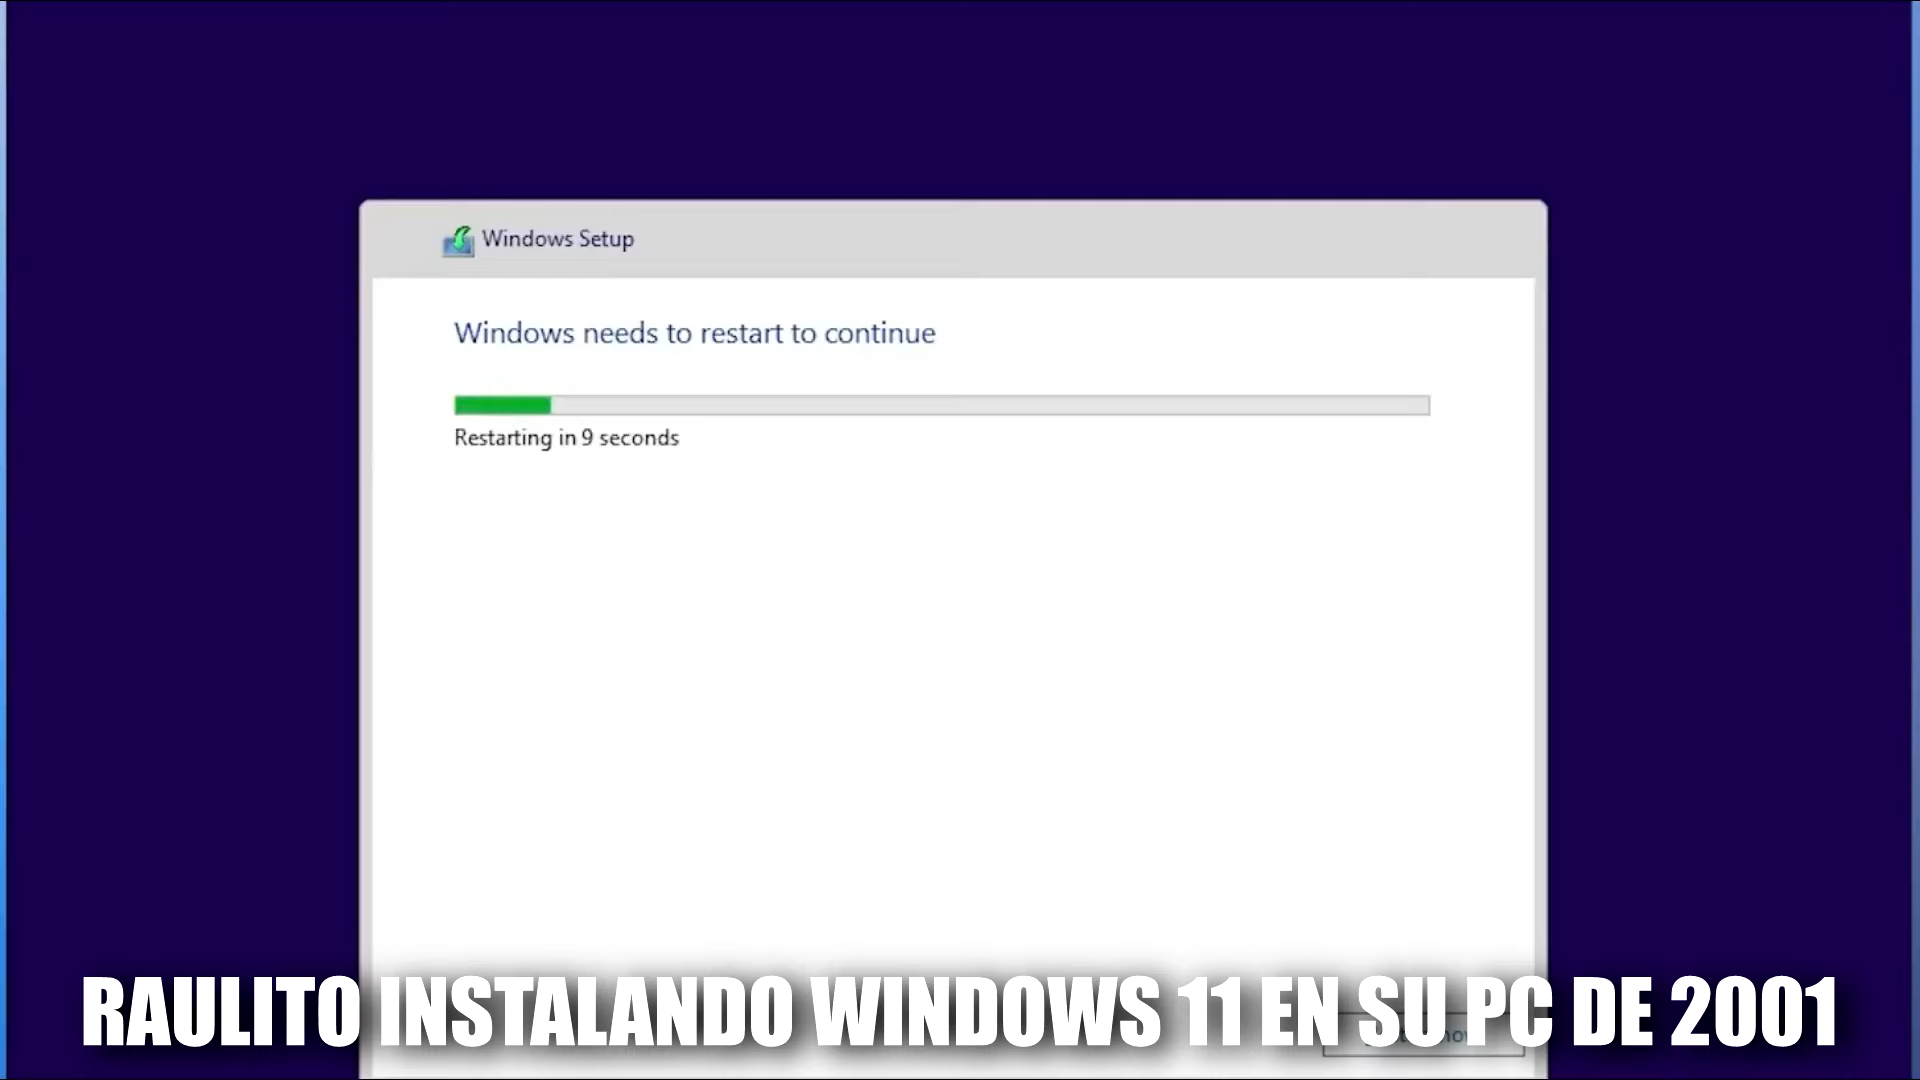 Windows Setup
Windows needs to restart to continue
Restarting in 9 seconds
RAULITO INSTALANDO WINDOWS 11 EN SU PC DE 2001